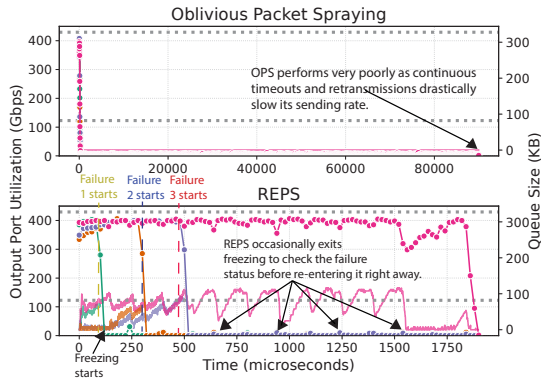 Oblivious Packet Spraying
Output Port Utilization (Gbps)
Queue Size (KB)
400
300
200
100
0
300
200
100
0
OPS performs very poorly as continuous
timeouts and retransmissions drastically
slow its sending rate.
0
20000
40000
60000
80000
Failure
1 starts
Failure
2 starts
Failure
3 starts
REPS
400
300
200
100
0
300
200
100
0
REPS occasionally exits
freezing to check the failure
status before re-entering it right away.
0
250
500
750
1000
1250
1500
1750
Freezing
starts
Time (microseconds)